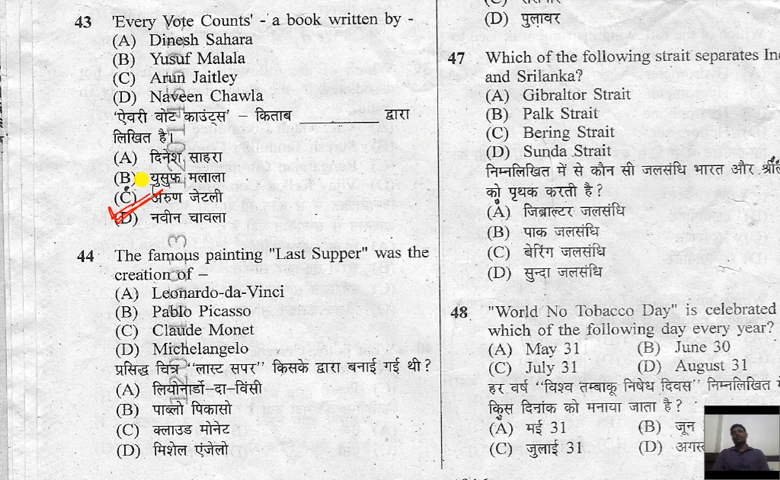 43 'Every Vote Counts' - a book written by -
(A) Dinesh Sahara
(B) Yusuf Malala
(C) Arun Jaitley
(D) Naveen Chawla
'ऐवरी वोट काउंट्स' – किताब __________ द्वारा
लिखित है।
(A) दिनेश साहरा
(B) युसुफ मलाला
(C) अरुण जेटली
(D) नवीन चावला
44 The famous painting "Last Supper" was the
creation of –
(A) Leonardo-da-Vinci
(B) Pablo Picasso
(C) Claude Monet
(D) Michelangelo
प्रसिद्ध चित्र “लास्ट सपर” किसके द्वारा बनाई गई थी ?
(A) लियोनार्डो-दा-विंसी
(B) पाब्लो पिकासो
(C) क्लाउड मोनेट
(D) मिशेल एंजेलो
(D) पुलावर
47 Which of the following strait separates
and Srilanka?
(A) Gibraltor Strait
(B) Palk Strait
(C) Bering Strait
(D) Sunda Strait
निम्नलिखित में से कौन सी जलसंधि भारत और
को पृथक करती है ?
(A) जिब्राल्टर जलसंधि
(B) पाक जलसंधि
(C) बेरिंग जलसंधि
(D) सुन्दा जलसंधि
48 "World No Tobacco Day" is celebrated
which of the following day every year?
(A) May 31 (B) June 30
(C) July 31 (D) August 31
हर वर्ष “विश्व तम्बाकू निषेध दिवस” निम्नलिखित
किस दिनांक को मनाया जाता है ?
(A) मई 31 (B) जून
(C) जुलाई 31 (D)